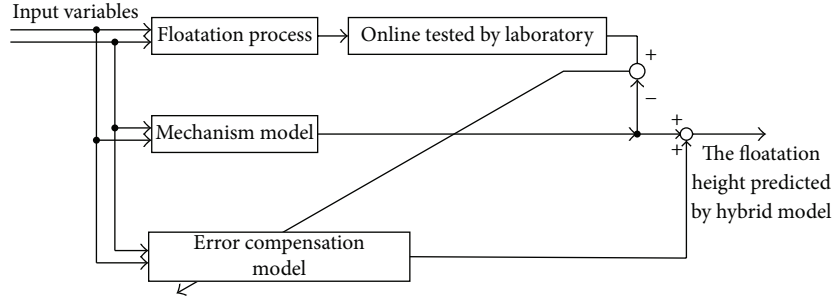 Input variables
Floatation process
Online tested by laboratory
+
−
Mechanism model
+
+
The floatation
height predicted
by hybrid model
Error compensation
model